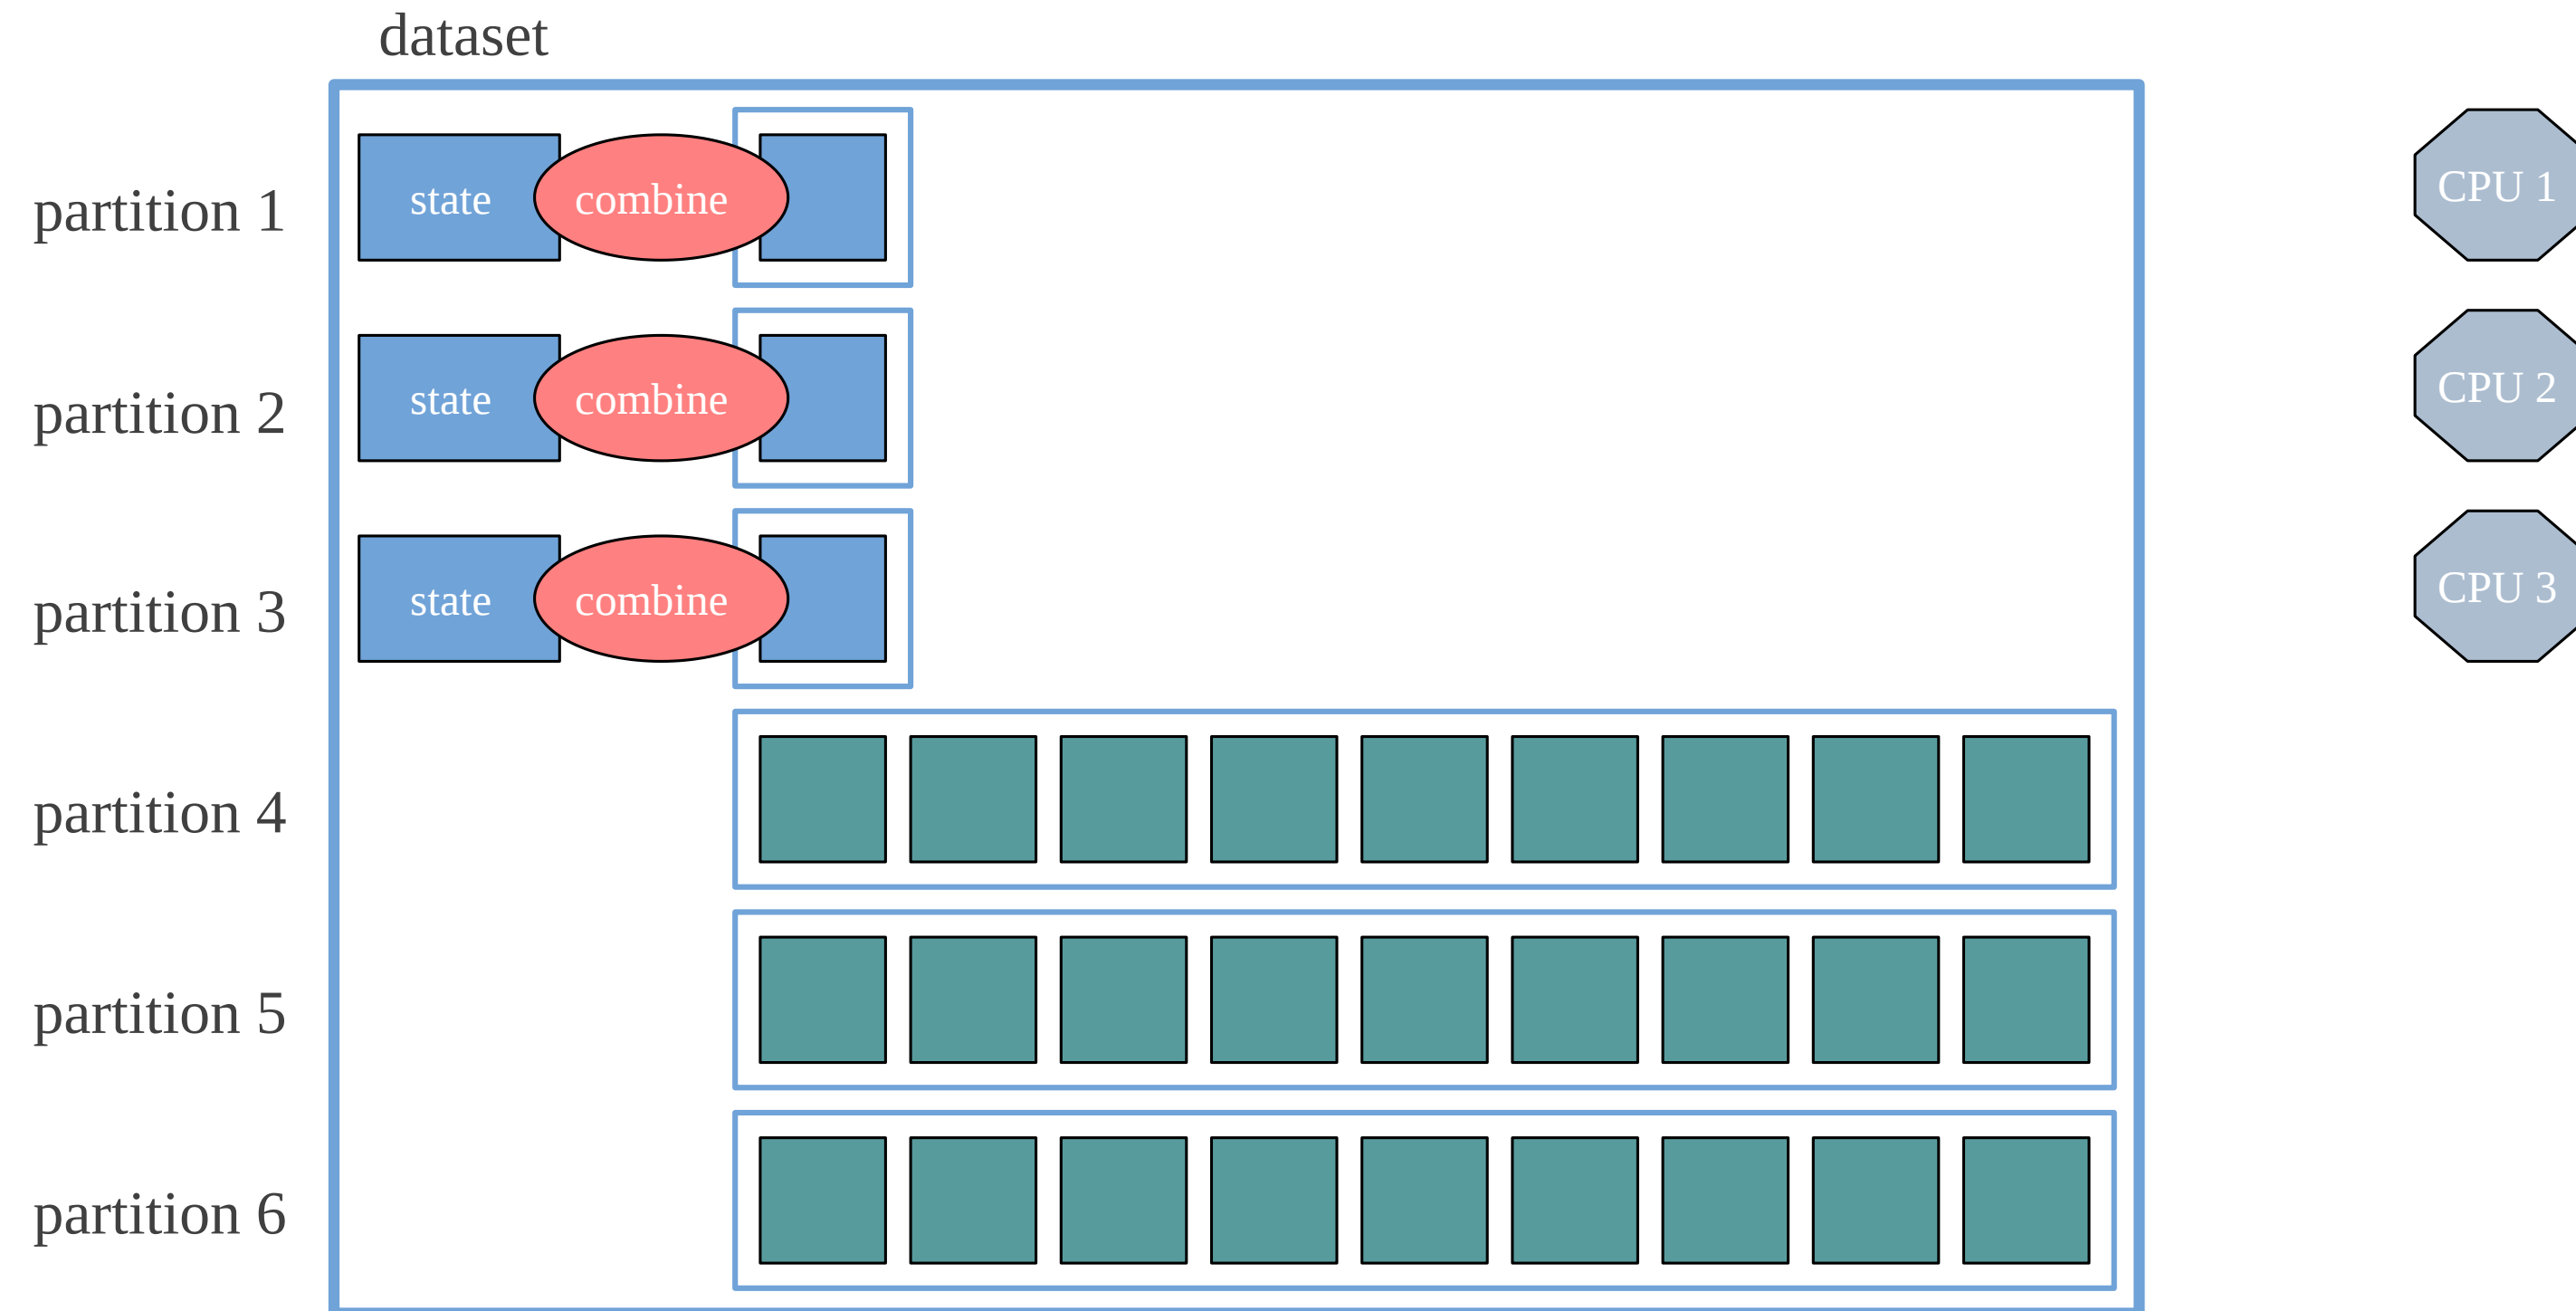 dataset
partition 1
state
combine
CPU 1
partition 2
state
combine
CPU 2
partition 3
state
combine
CPU 3
partition 4
partition 5
partition 6